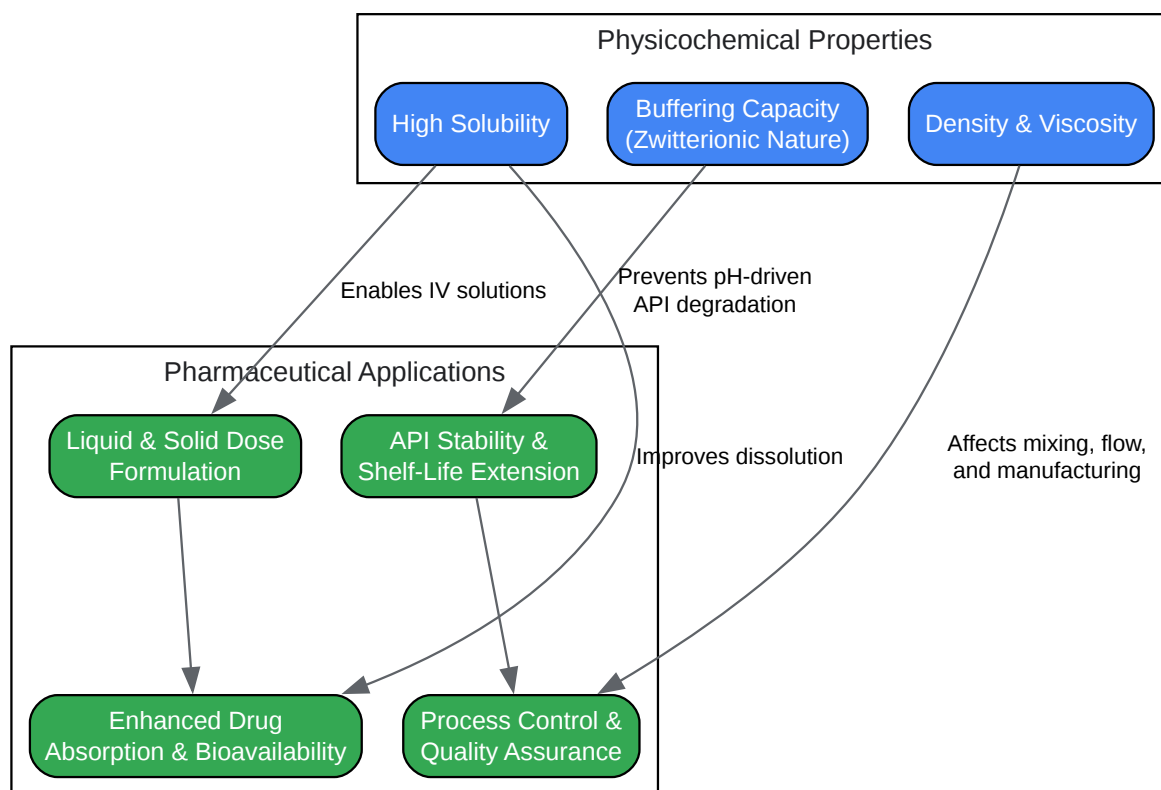 Physicochemical Properties
High Solubility
Buffering Capacity
(Zwitterionic Nature)
Density & Viscosity
Enables IV solutions
Prevents pH-driven
API degradation
Pharmaceutical Applications
Liquid & Solid Dose
Formulation
API Stability &
Shelf-Life Extension
Improves dissolution
Affects mixing, flow,
and manufacturing
Enhanced Drug
Absorption & Bioavailability
Process Control &
Quality Assurance